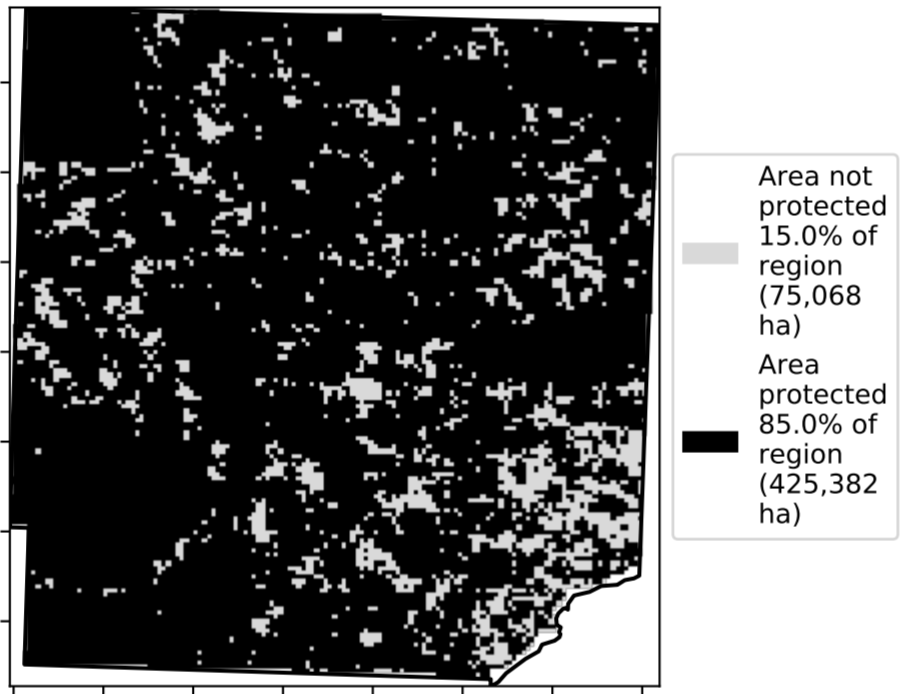 Area not
protected
15.0% of
region
(75,068
ha)
Area
protected
85.0% of
region
(425,382
ha)